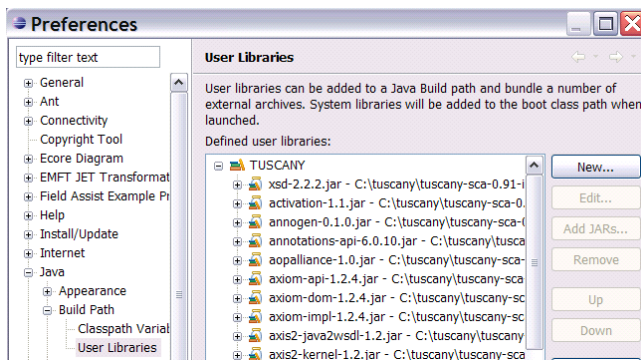 Preferences
type filter text
General
Ant
Connectivity
Copyright Tool
Ecore Diagram
EMFT JET Transformat
Field Assist Example Pr
Help
Install/Update
Internet
Java
Appearance
Build Path
Classpath Variab
User Libraries
User Libraries
User libraries can be added to a Java Build path and bundle a number of
external archives. System libraries will be added to the boot class path when
launched.
Defined user libraries:
TUSCANY
xsd-2.2.2.jar - C:\tuscany\tuscany-sca-0.91-i
activation-1.1.jar - C:\tuscany\tuscany-sca-0.
annogen-0.1.0.jar - C:\tuscany\tuscany-sca-0
annotations-api-6.0.10.jar - C:\tuscany\tusca
aopalliance-1.0.jar - C:\tuscany\tuscany-sca-
axiom-api-1.2.4.jar - C:\tuscany\tuscany-sca
axiom-dom-1.2.4.jar - C:\tuscany\tuscany-sc
axiom-impl-1.2.4.jar - C:\tuscany\tuscany-sc
axis2-java2wsdl-1.2.jar - C:\tuscany\tuscany
axis2-kernel-1.2.jar - C:\tuscany\tuscany-sca
New...
Edit...
Add JARs...
Remove
Up
Down